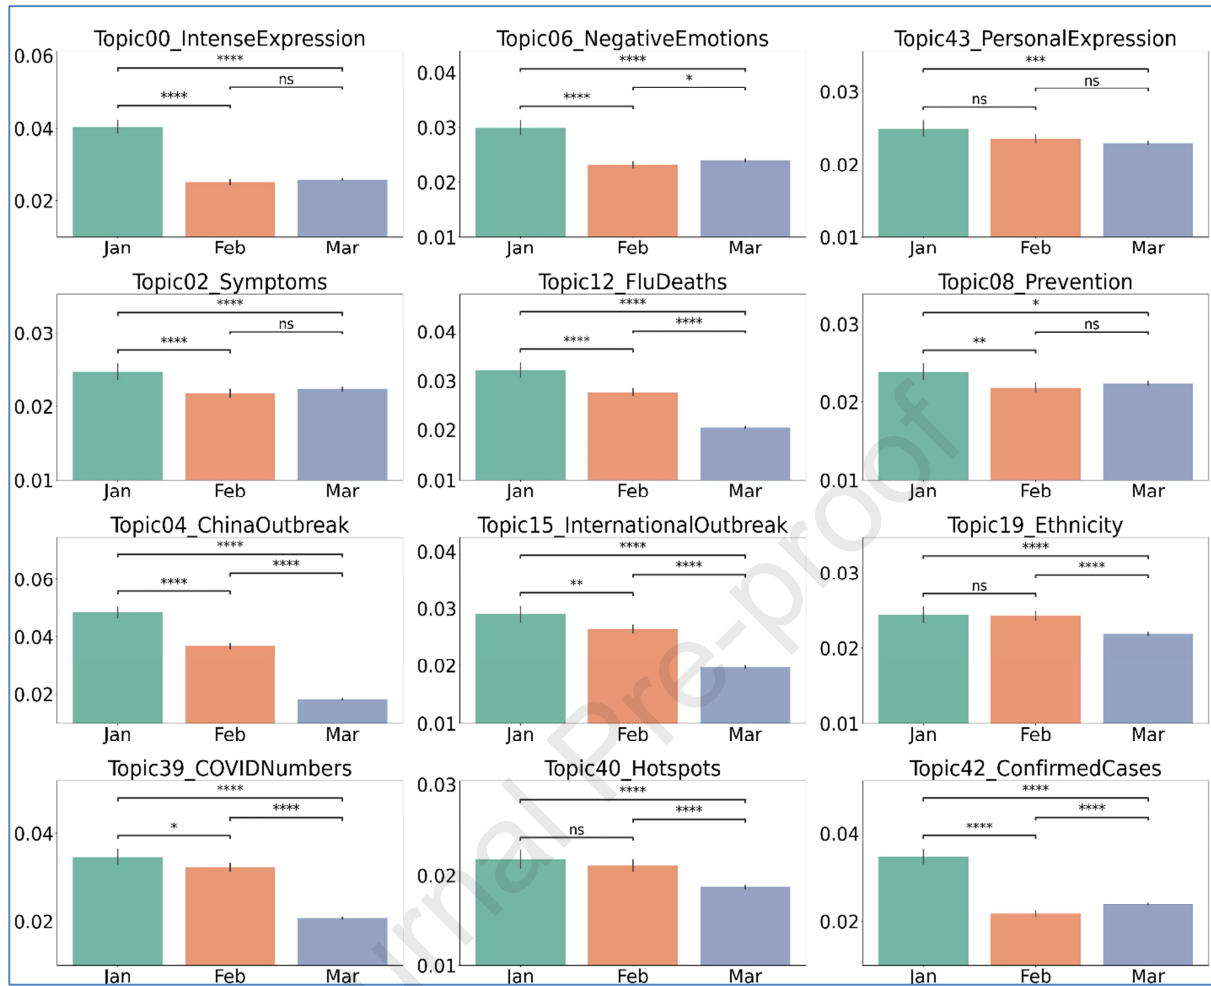 Topic00_IntenseExpression
0.06
0.04
0.02
****
ns
****
Jan Feb Mar
Topic06_NegativeEmotions
0.04
0.03
0.02
0.01
****
*
****
Jan Feb Mar
Topic43_PersonalExpression
0.03
0.02
0.01
***
ns
ns
Jan Feb Mar
Topic02_Symptoms
0.03
0.02
0.01
****
ns
****
Jan Feb Mar
Topic12_FluDeaths
0.04
0.03
0.02
0.01
****
****
****
Jan Feb Mar
Topic08_Prevention
0.03
0.02
0.01
*
ns
**
Jan Feb Mar
Topic04_ChinaOutbreak
0.06
0.04
0.02
****
****
****
Jan Feb Mar
Topic15_InternationalOutbreak
0.04
0.03
0.02
0.01
****
****
**
Jan Feb Mar
Topic19_Ethnicity
0.03
0.02
0.01
****
****
ns
Jan Feb Mar
Topic39_COVIDNumbers
0.04
0.02
****
****
*
Jan Feb Mar
Topic40_Hotspots
0.03
0.02
0.01
****
****
ns
Jan Feb Mar
Topic42_ConfirmedCases
0.04
0.02
****
****
****
Jan Feb Mar
urnal Pre-proof